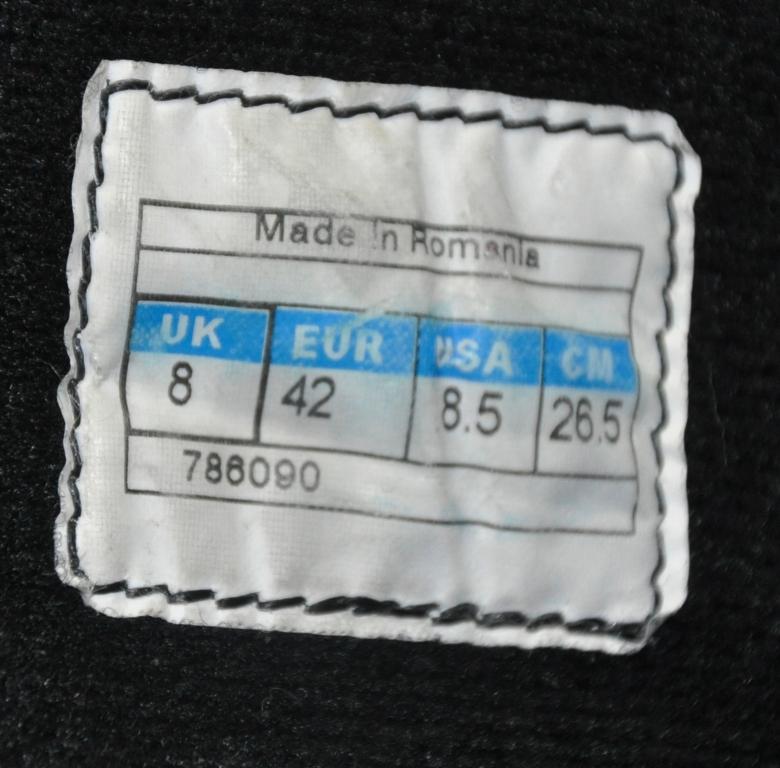 Made In Romania
UK EUR USA CM
8 42 8.5 26.5
786090